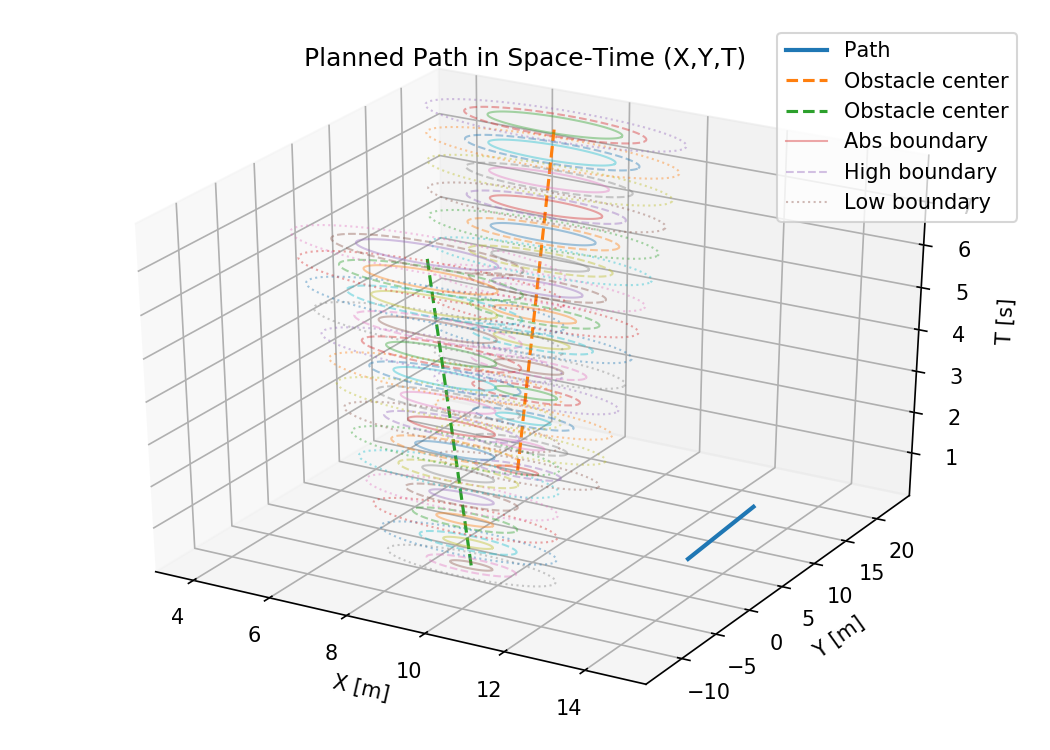 Planned Path in Space-Time (X,Y,T)
Path
Obstacle center
Obstacle center
Abs boundary
High boundary
Low boundary
6
5
4
3
2
1
T [s]
20
15
10
5
0
−5
−10
Y [m]
4
6
8
10
12
14
X [m]